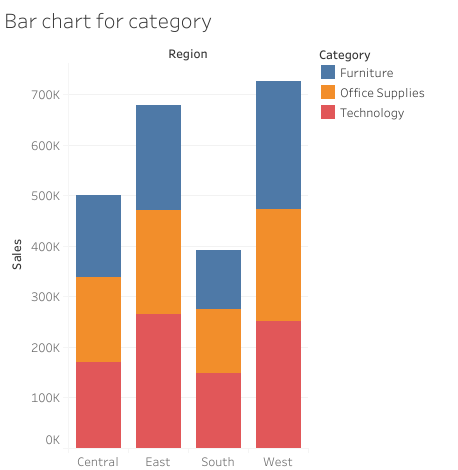 Bar chart for category
Region
Category
Furniture
Office Supplies
Technology
700K
600K
500K
400K
300K
200K
100K
0K
Sales
Central
East
South
West